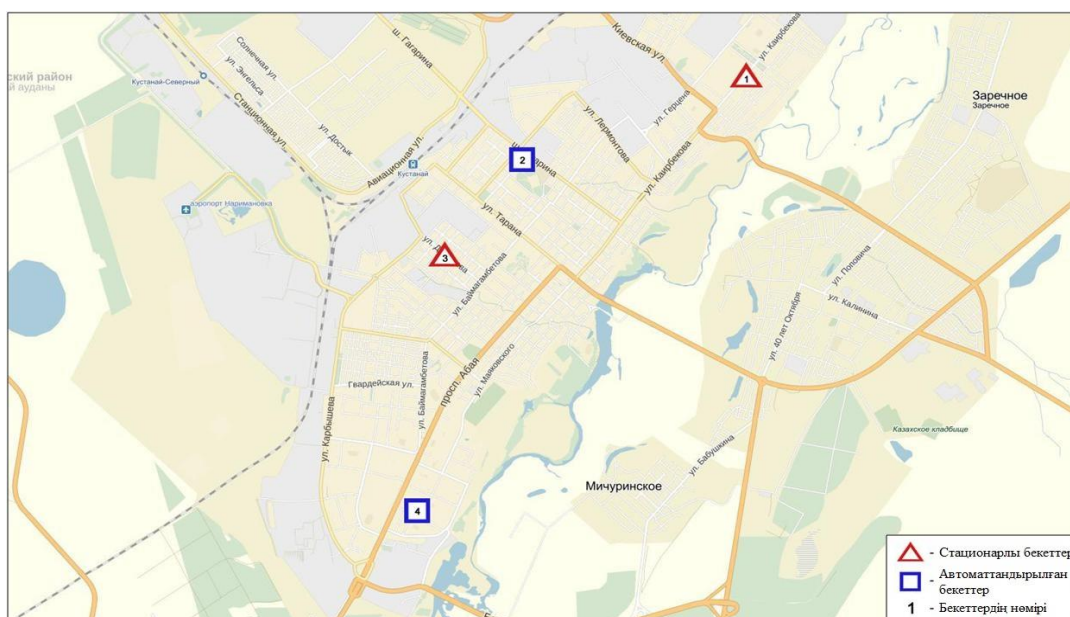 Киевская ул.
ул. Каирбекова
1
ш. Гагарина
Солнечная ул.
ул. Энгельса
ский район
й ауданы
Кустанай-Северный
Станционная ул.
ул. Достык
Авиационная ул.
Кустанай
2
ул. Лермонтова
ул. Герцена
ул. Каирбекова
Заречное
Заречное
аэропорт Наримановка
ул. Тарана
3
ул. Баймагамбетова
ул. Поповича
ул. Калинина
ул. 40 лет Октября
Гвардейская ул.
ул. Баймагамбетова
просп. Абая
ул. Маяковского
ул. Карбышева
Казахское кладбище
ул. Бабушкина
Мичуринское
4
- Стационарлы бекеттер
- Автоматтандырылған
бекеттер
1 - Бекеттердің нөмірі